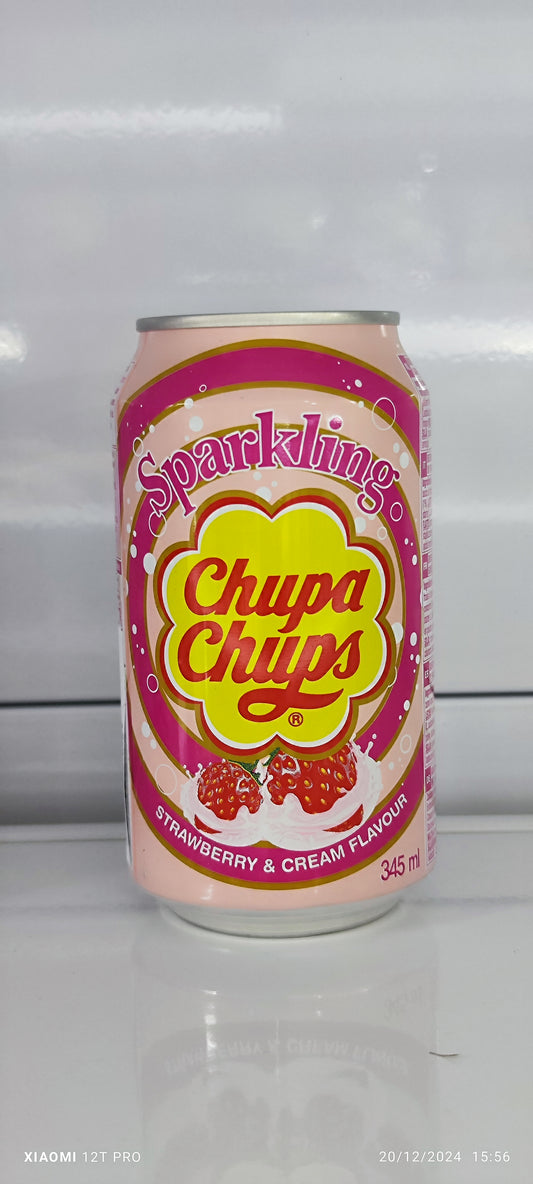 Sparkling
Chupa
Chups
®
STRAWBERRY & CREAM FLAVOUR
345 ml
XIAOMI 12T PRO
20/12/2024 15:56